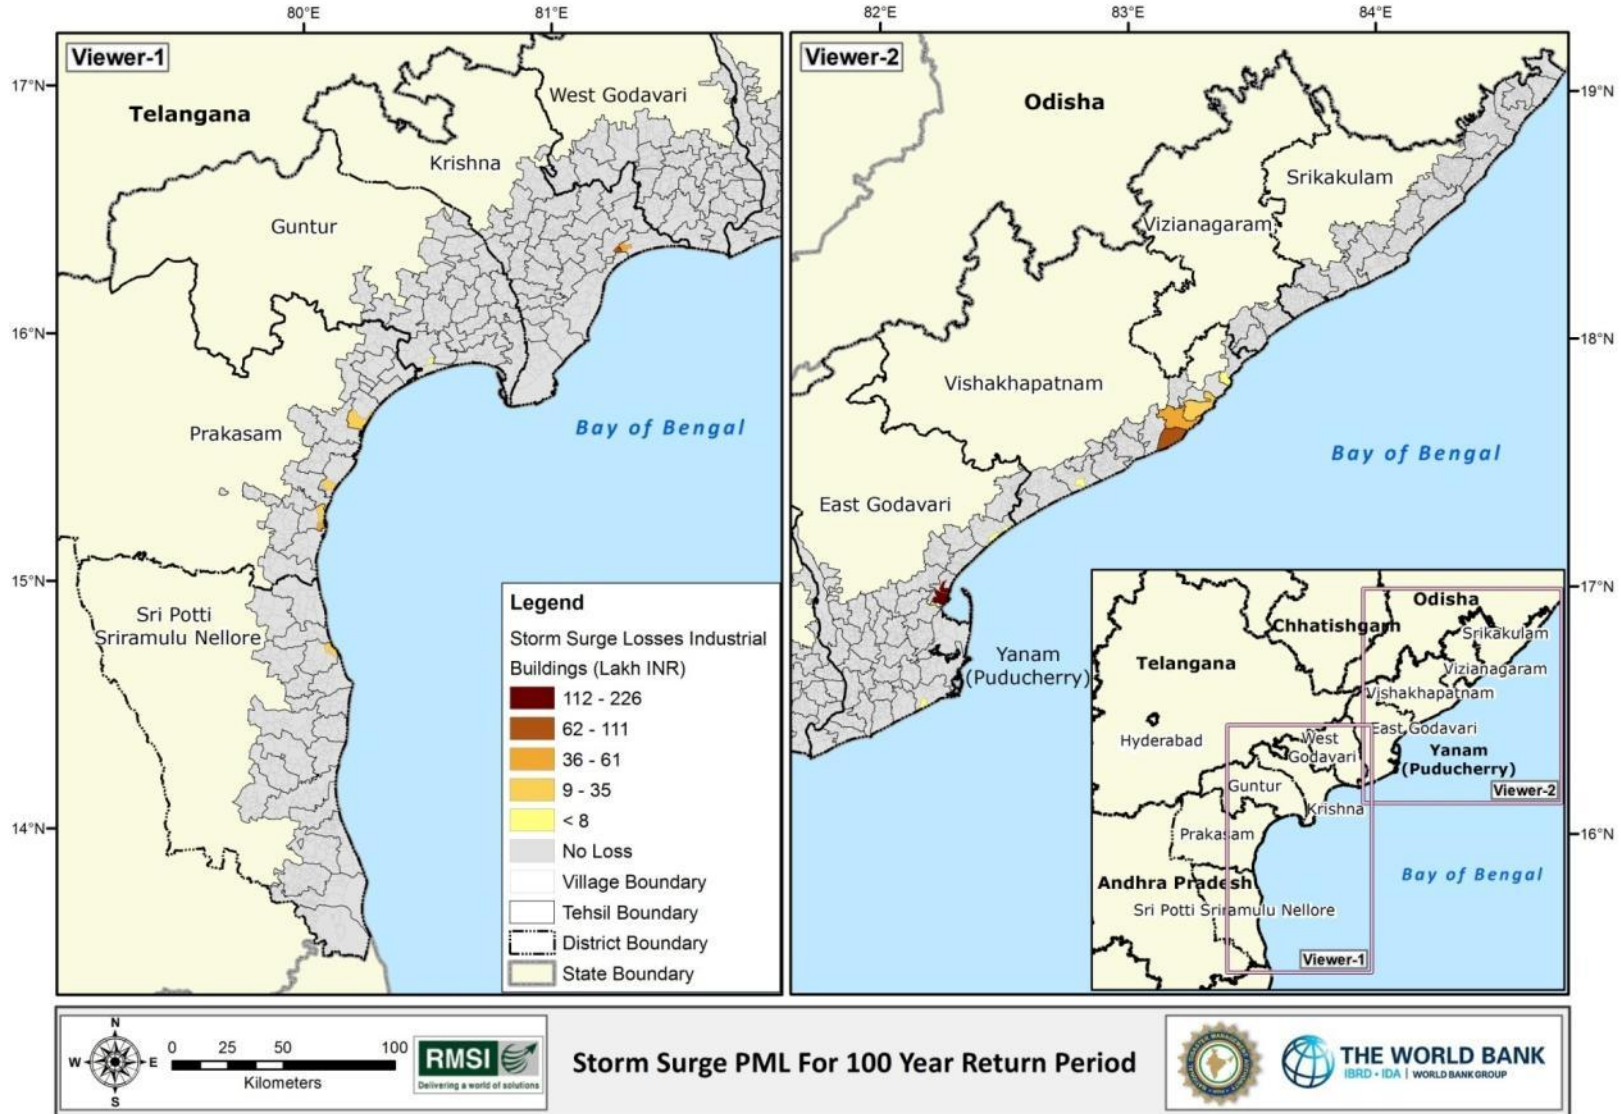 80°E
81°E
82°E
83°E
84°E
Viewer-1
17°N
16°N
15°N
14°N
Telangana
West Godavari
Krishna
Guntur
Prakasam
Bay of Bengal
Sri Potti
Sriramulu Nellore
Legend
Storm Surge Losses Industrial
Buildings (Lakh INR)
112 - 226
62 - 111
36 - 61
9 - 35
< 8
No Loss
Village Boundary
Tehsil Boundary
District Boundary
State Boundary
Viewer-2
Odisha
19°N
18°N
17°N
16°N
Srikakulam
Vizianagaram
Vishakhapatnam
Bay of Bengal
East Godavari
Yanam
(Puducherry)
Odisha
Chhatishgarh
Srikakulam
Telangana
Vizianagaram
Vishakhapatnam
East Godavari
Hyderabad
West
Godavari
Yanam
(Puducherry)
Viewer-2
Guntur
Krishna
Prakasam
Bay of Bengal
Andhra Pradesh
Sri Potti Sriramulu Nellore
Viewer-1
N
W
E
S
0 25 50 100
Kilometers
RMSI
Delivering a world of solutions
Storm Surge PML For 100 Year Return Period
THE WORLD BANK
IBRD • IDA | WORLD BANK GROUP